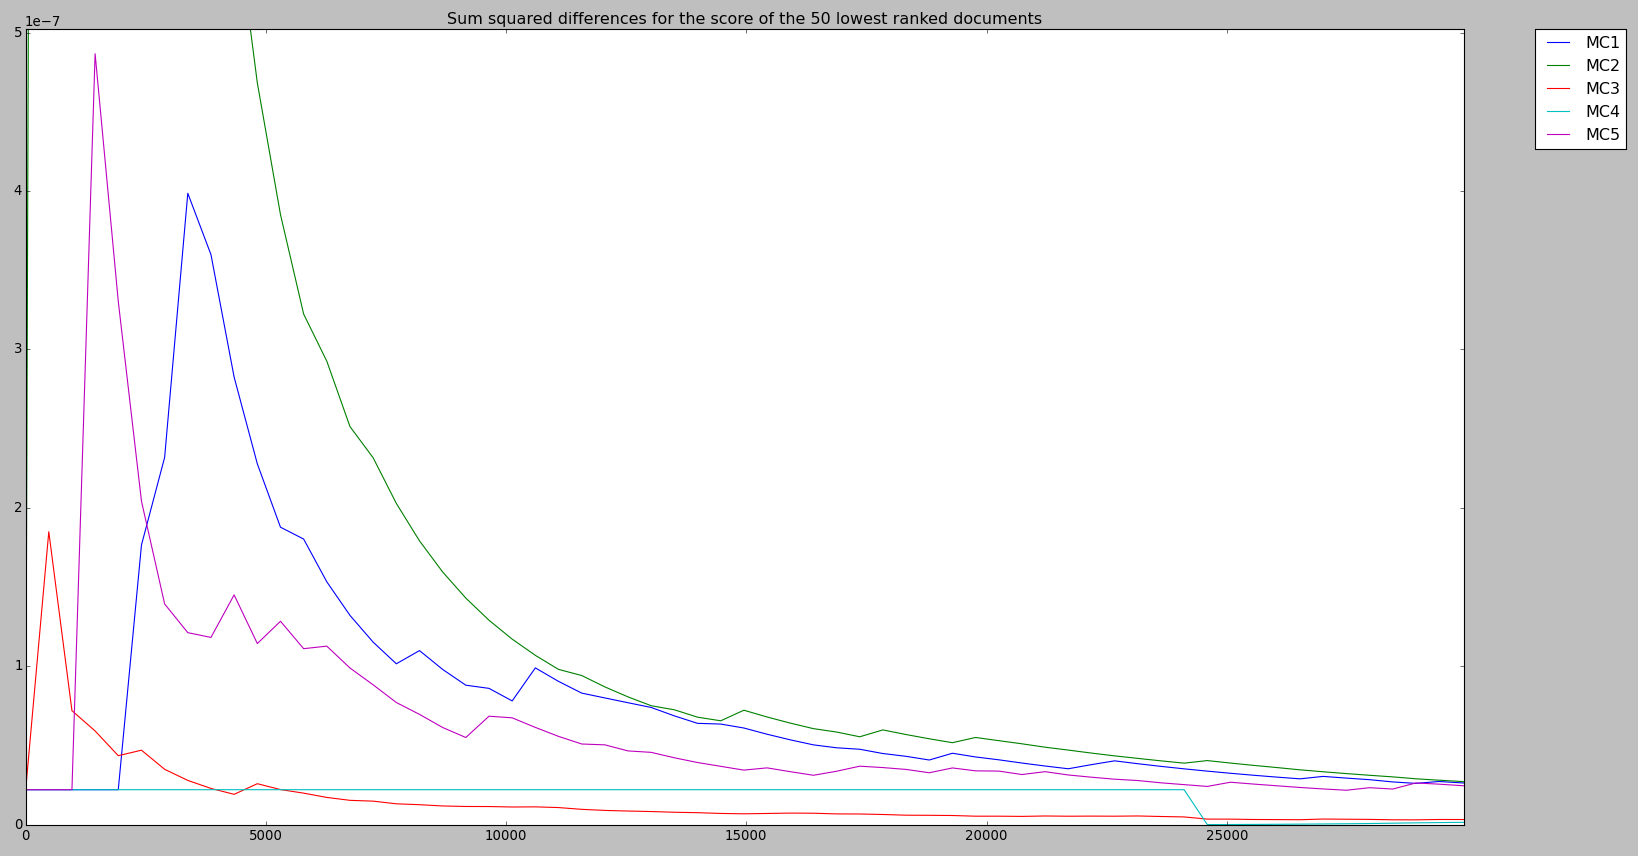 Sum squared differences for the score of the 50 lowest ranked documents
1e−7
5
4
3
2
1
0
0 5000 10000 15000 20000 25000
MC1
MC2
MC3
MC4
MC5